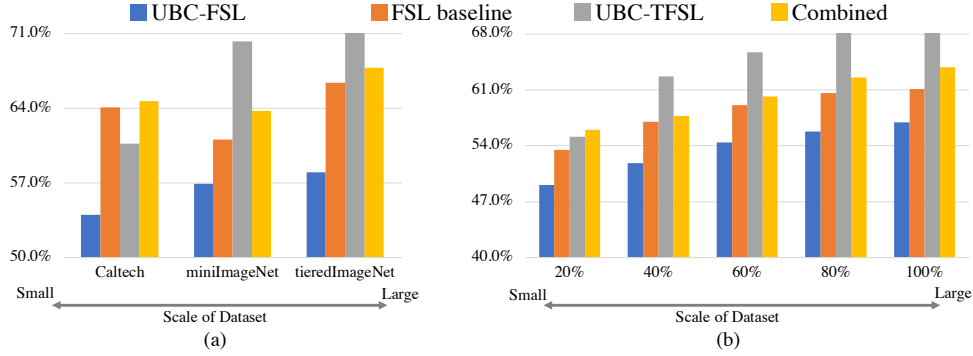 UBC-FSL FSL baseline UBC-TFSL Combined
71.0%
64.0%
57.0%
50.0%
Caltech miniImageNet tieredImageNet
Small Large
Scale of Dataset
(a)
68.0%
61.0%
54.0%
47.0%
40.0%
20% 40% 60% 80% 100%
Small Large
Scale of Dataset
(b)